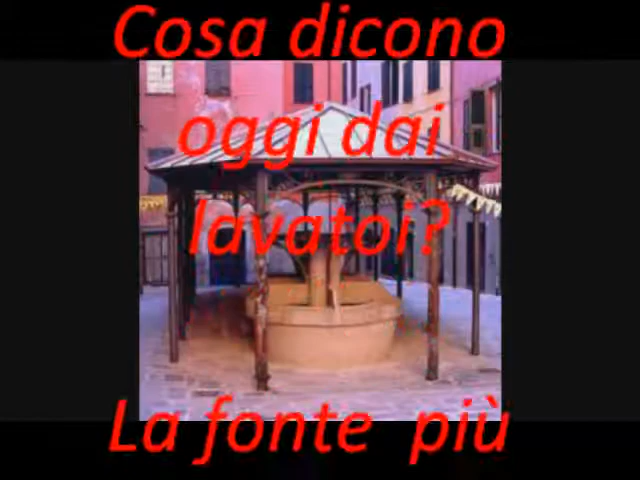 Cosa dicono
oggi dai
lavatoi?
La fonte più